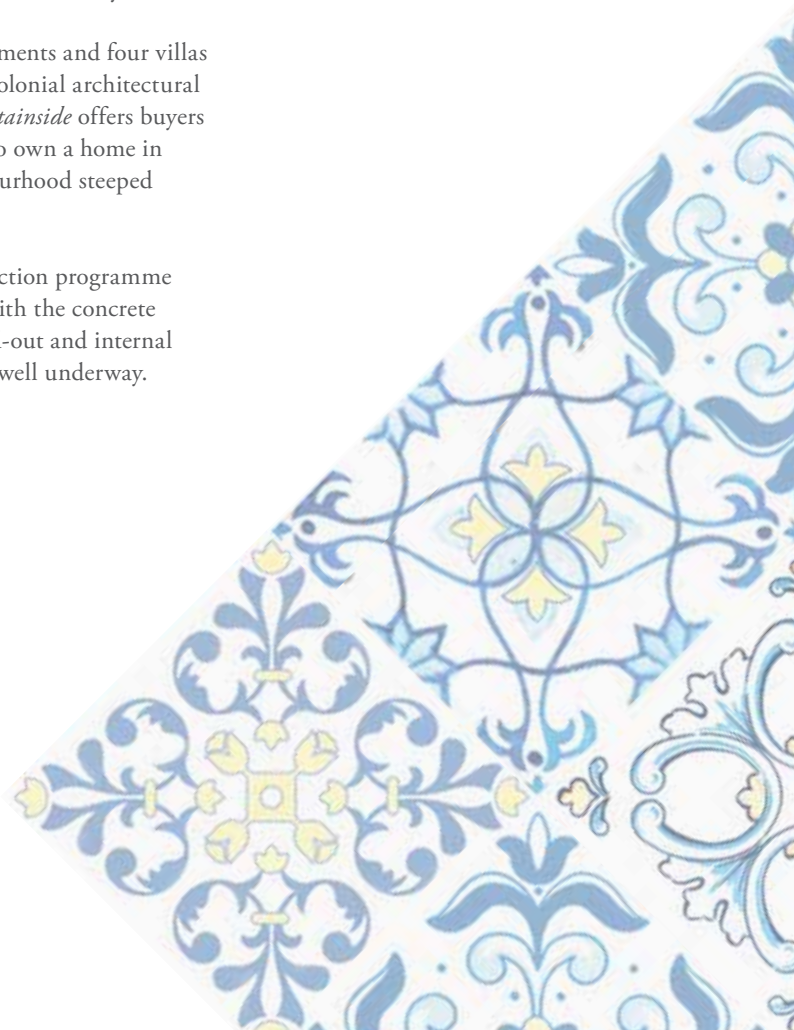 ments and four villas
olonial architectural
tainside offers buyers
o own a home in
urhood steeped
ction programme
ith the concrete
-out and internal
well underway.